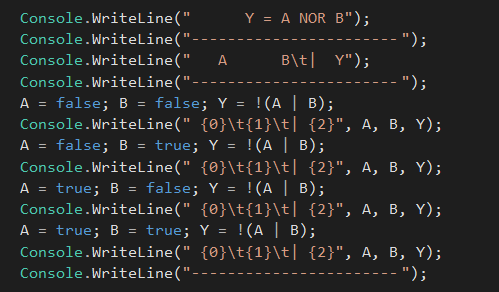 Console.WriteLine("       Y = A NOR B");
Console.WriteLine("-----------------------");
Console.WriteLine("   A       B\t|  Y");
Console.WriteLine("-----------------------");
A = false; B = false; Y = !(A | B);
Console.WriteLine(" {0}\t{1}\t| {2}", A, B, Y);
A = false; B = true; Y = !(A | B);
Console.WriteLine(" {0}\t{1}\t| {2}", A, B, Y);
A = true; B = false; Y = !(A | B);
Console.WriteLine(" {0}\t{1}\t| {2}", A, B, Y);
A = true; B = true; Y = !(A | B);
Console.WriteLine(" {0}\t{1}\t| {2}", A, B, Y);
Console.WriteLine("-----------------------");